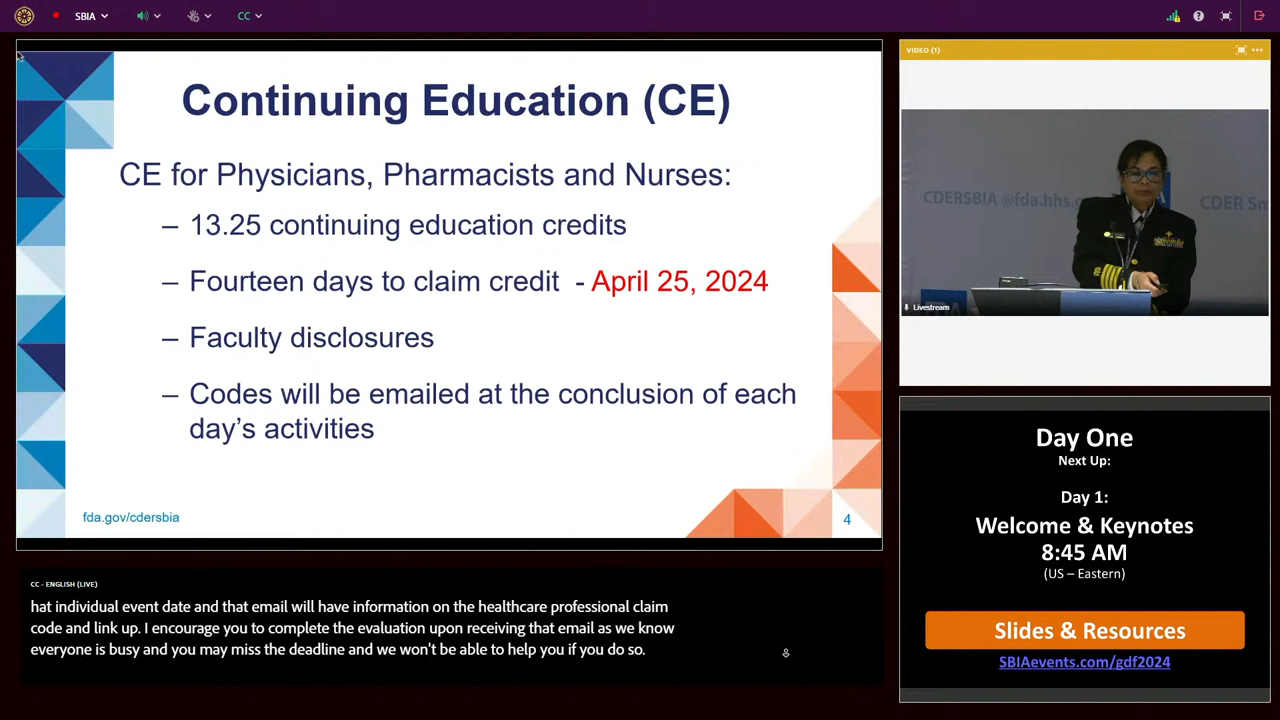 SBIA
CC
Continuing Education (CE)
CE for Physicians, Pharmacists and Nurses:
– 13.25 continuing education credits
– Fourteen days to claim credit - April 25, 2024
– Faculty disclosures
– Codes will be emailed at the conclusion of each
day's activities
fda.gov/cdersbia
4
CC - ENGLISH (LIVE)
hat individual event date and that email will have information on the healthcare professional claim
code and link up. I encourage you to complete the evaluation upon receiving that email as we know
everyone is busy and you may miss the deadline and we won't be able to help you if you do so.
VIDEO (1)
CDERSBIA @fda.hhs.g
CDER Sm
Livestream
Day One
Next Up:
Day 1:
Welcome & Keynotes
8:45 AM
(US – Eastern)
Slides & Resources
SBIAevents.com/gdf2024